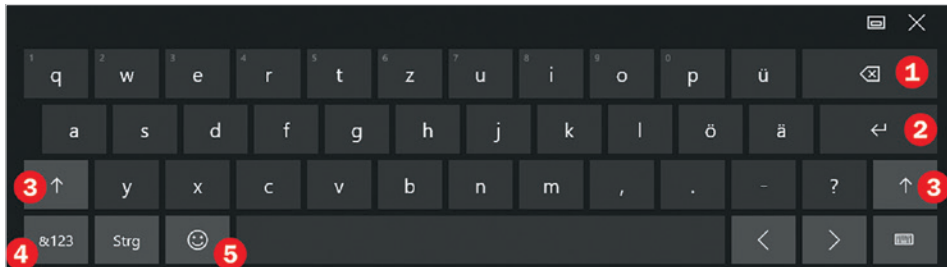 1 2 3 4 5 6 7 8 9 0
q w e r t z u i o p ü 1
a s d f g h j k l ö ä 2
3 y x c v b n m , . - ? 3
4 &123 Strg 5